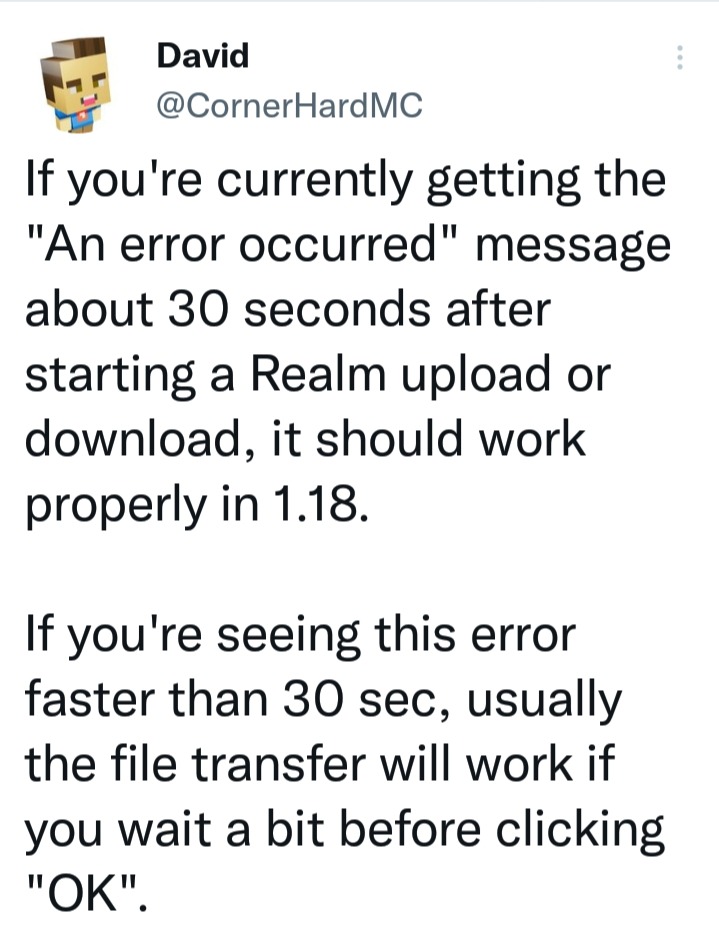 David
@CornerHardMC
If you're currently getting the
"An error occurred" message
about 30 seconds after
starting a Realm upload or
download, it should work
properly in 1.18.
If you're seeing this error
faster than 30 sec, usually
the file transfer will work if
you wait a bit before clicking
"OK".